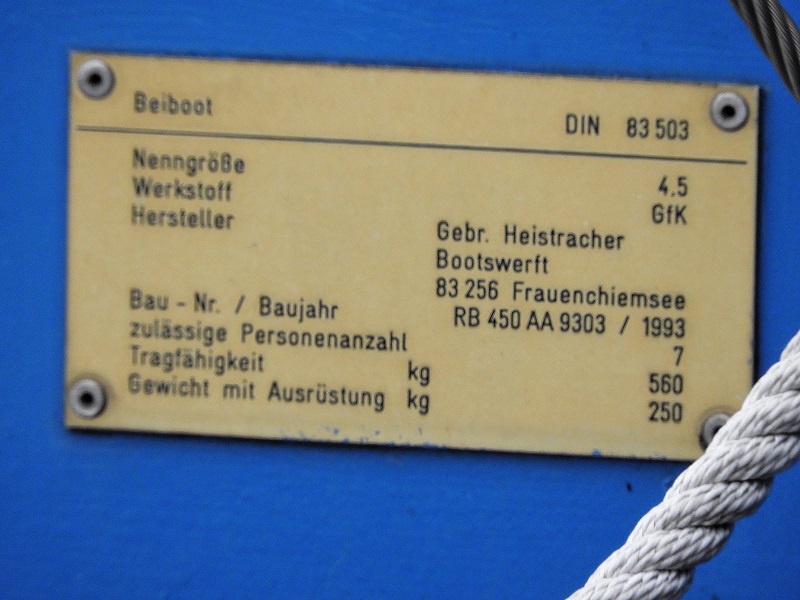 Beiboot DIN 83 503
Nenngröße 4.5
Werkstoff GfK
Hersteller Gebr. Heistracher
Bootswerft
83 256 Frauenchiemsee
Bau - Nr. / Baujahr RB 450 AA 9303 / 1993
zulässige Personenanzahl 7
Tragfähigkeit kg 560
Gewicht mit Ausrüstung kg 250